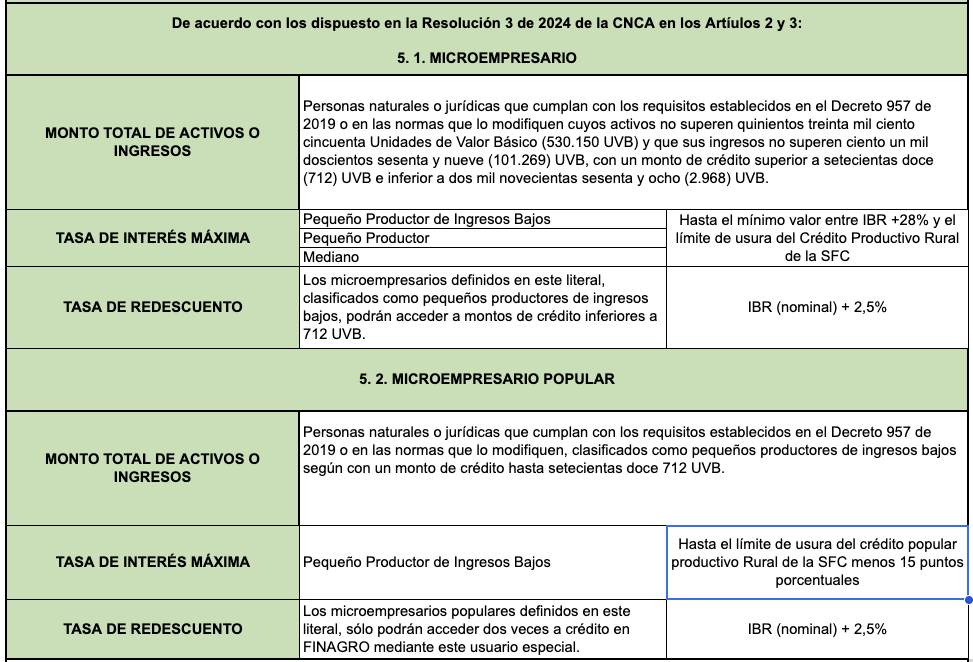 De acuerdo con los dispuesto en la Resolución 3 de 2024 de la CNCA en los Artíulos 2 y 3:
5. 1. MICROEMPRESARIO
MONTO TOTAL DE ACTIVOS O
INGRESOS
Personas naturales o jurídicas que cumplan con los requisitos establecidos en el Decreto 957 de
2019 o en las normas que lo modifiquen cuyos activos no superen quinientos treinta mil ciento
cincuenta Unidades de Valor Básico (530.150 UVB) y que sus ingresos no superen ciento un mil
doscientos sesenta y nueve (101.269) UVB, con un monto de crédito superior a setecientas doce
(712) UVB e inferior a dos mil novecientas sesenta y ocho (2.968) UVB.
TASA DE INTERÉS MÁXIMA
Pequeño Productor de Ingresos Bajos
Pequeño Productor
Mediano
Hasta el mínimo valor entre IBR +28% y el
límite de usura del Crédito Productivo Rural
de la SFC
TASA DE REDESCUENTO
Los microempresarios definidos en este literal,
clasificados como pequeños productores de ingresos
bajos, podrán acceder a montos de crédito inferiores a
712 UVB.
IBR (nominal) + 2,5%
5. 2. MICROEMPRESARIO POPULAR
MONTO TOTAL DE ACTIVOS O
INGRESOS
Personas naturales o jurídicas que cumplan con los requisitos establecidos en el Decreto 957 de
2019 o en las normas que lo modifiquen, clasificados como pequeños productores de ingresos bajos
según con un monto de crédito hasta setecientas doce 712 UVB.
TASA DE INTERÉS MÁXIMA
Pequeño Productor de Ingresos Bajos
Hasta el límite de usura del crédito popular
productivo Rural de la SFC menos 15 puntos
porcentuales
TASA DE REDESCUENTO
Los microempresarios populares definidos en este
literal, sólo podrán acceder dos veces a crédito en
FINAGRO mediante este usuario especial.
IBR (nominal) + 2,5%